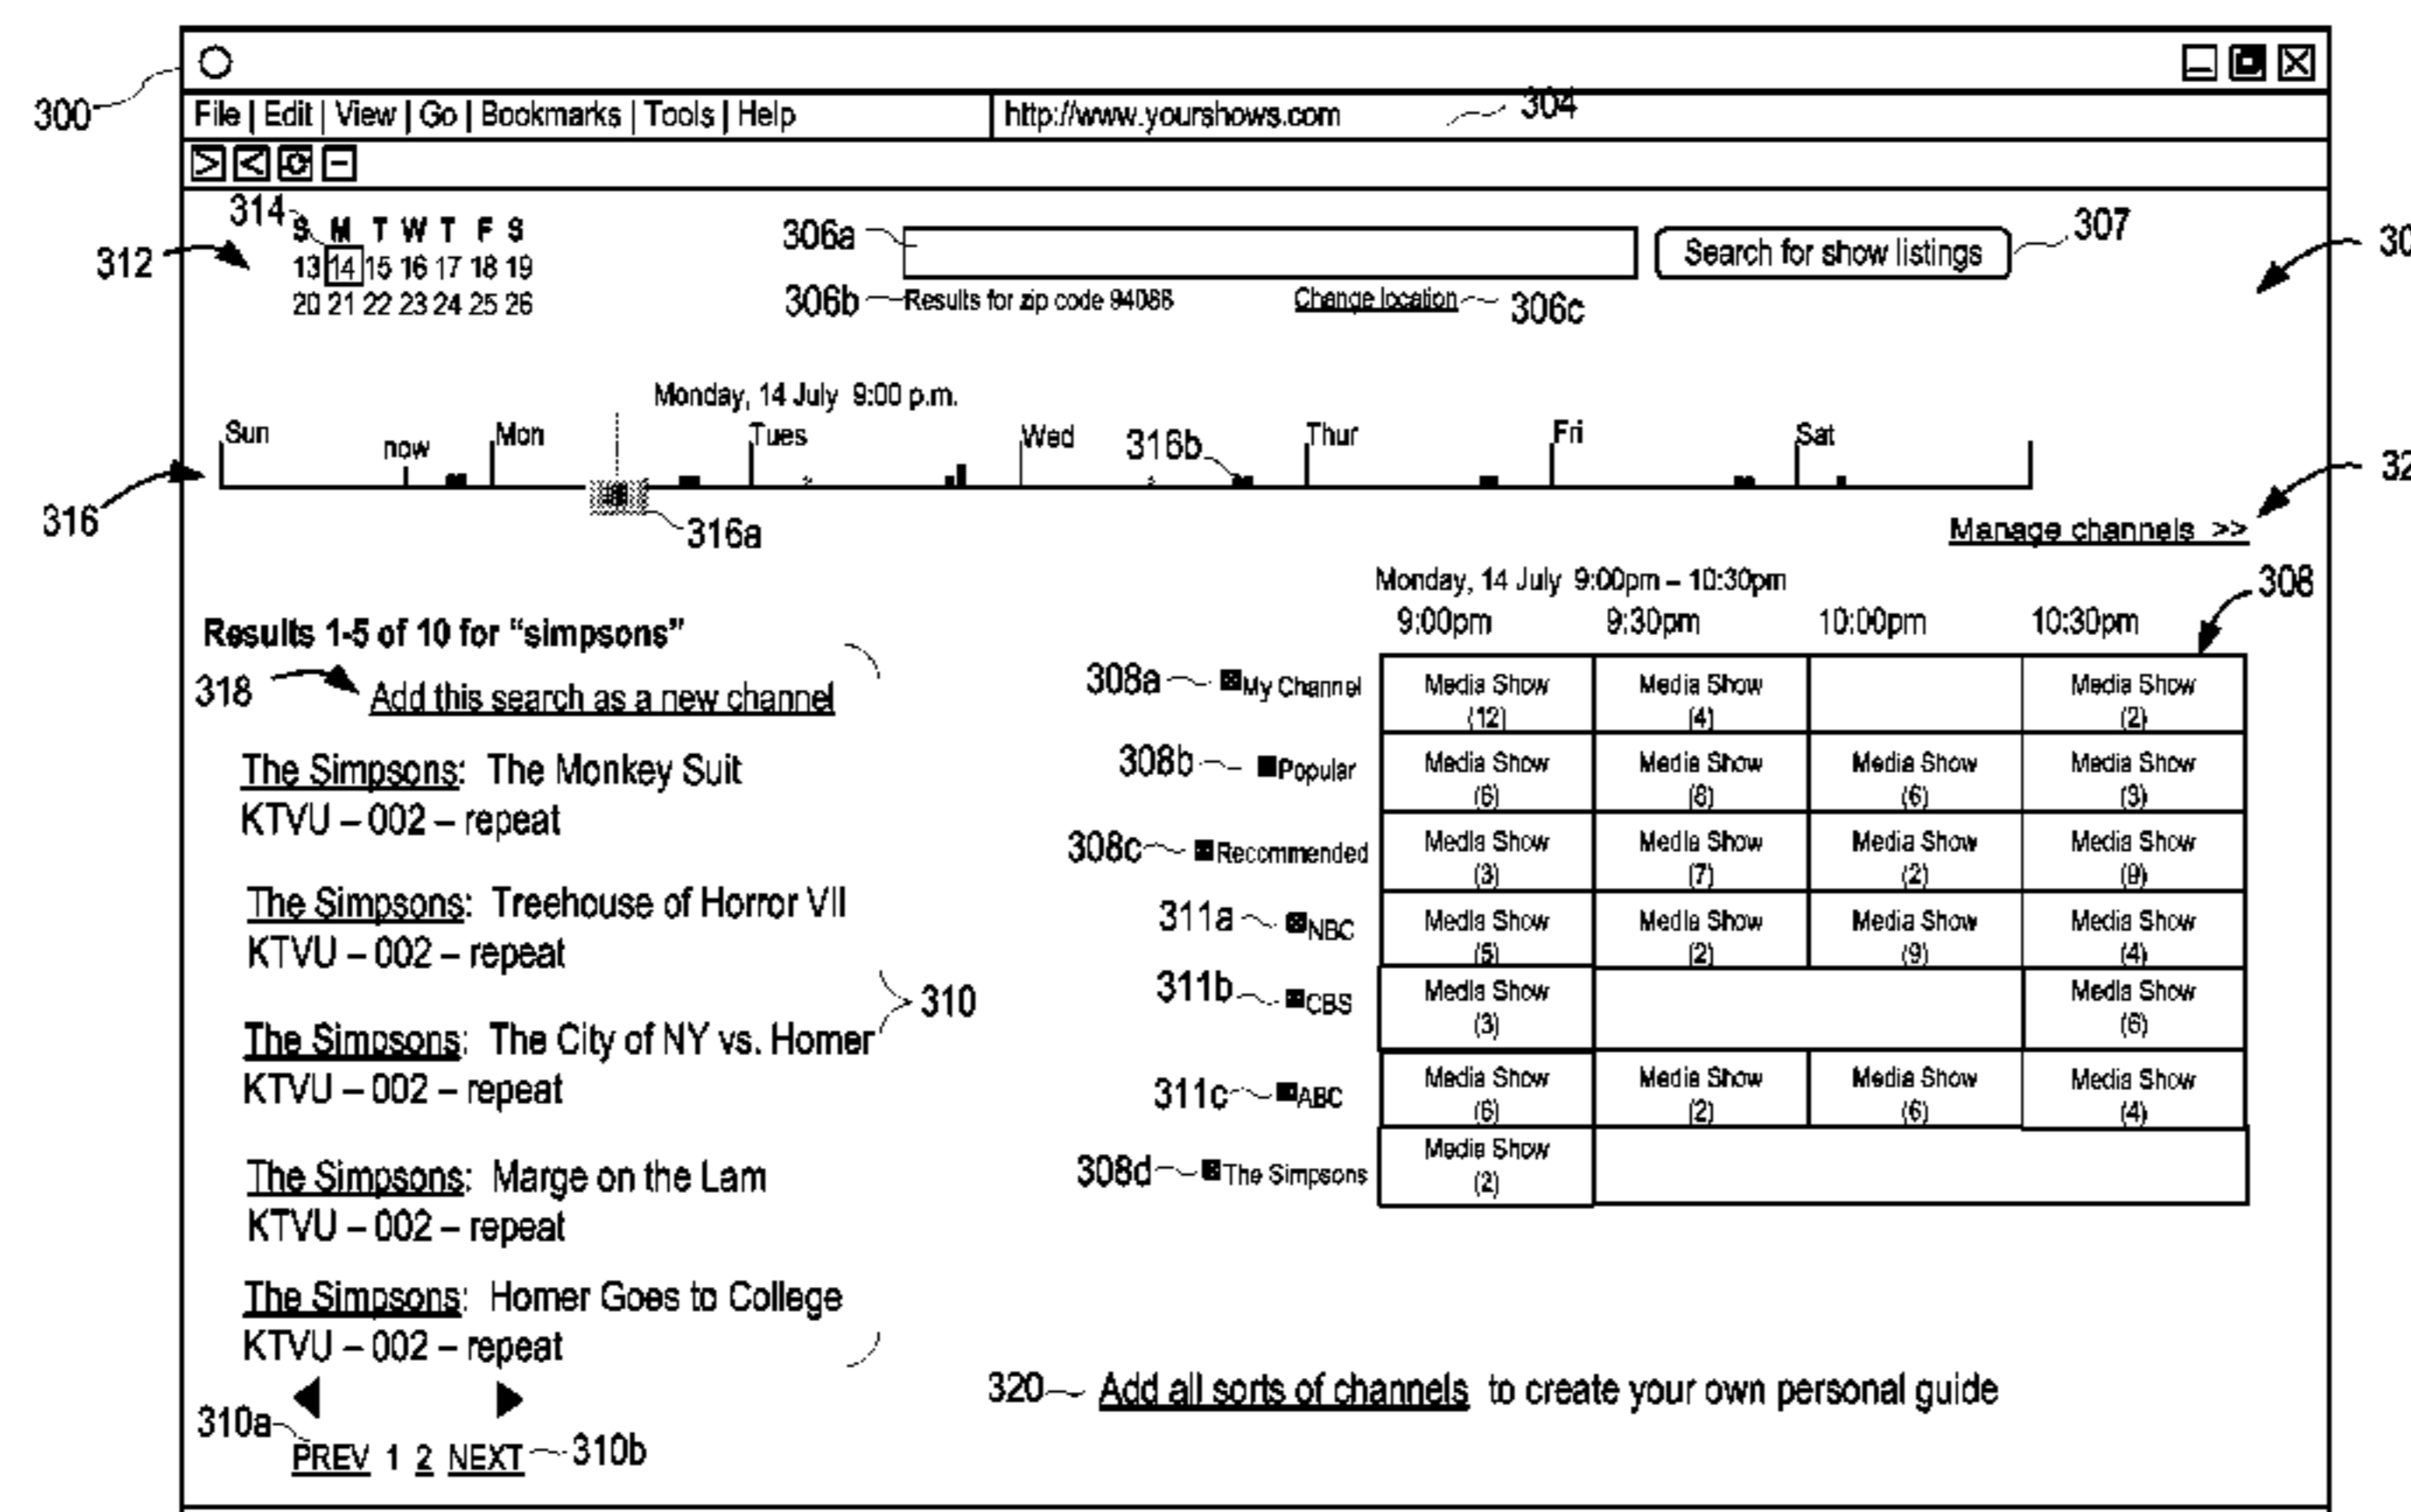 300
File | Edit | View | Go | Bookmarks | Tools | Help
http://www.yourshows.com
304
314
S M T W T F S
312
13 14 15 16 17 18 19
20 21 22 23 24 25 26
306a
Search for show listings
307
306b
Results for zip code 94086
Change location
306c
Monday, 14 July 9:00 p.m.
Sun
now
Mon
Tues
Wed
316b
Thur
Fri
Sat
316
316a
Manage channels >>
Results 1-5 of 10 for “simpsons”
318
Add this search as a new channel
The Simpsons: The Monkey Suit
KTVU – 002 – repeat
The Simpsons: Treehouse of Horror VII
KTVU – 002 – repeat
310
The Simpsons: The City of NY vs. Homer
KTVU – 002 – repeat
The Simpsons: Marge on the Lam
KTVU – 002 – repeat
The Simpsons: Homer Goes to College
KTVU – 002 – repeat
310a
PREV 1 2 NEXT
310b
Monday, 14 July 9:00pm – 10:30pm
308
9:00pm 9:30pm 10:00pm 10:30pm
308a My Channel Media Show Media Show Media Show
(12) (4) (2)
308b Popular Media Show Media Show Media Show Media Show
(6) (8) (6) (3)
308c Recommended Media Show Media Show Media Show Media Show
(3) (7) (2) (9)
311a NBC Media Show Media Show Media Show Media Show
(5) (2) (9) (4)
311b CBS Media Show Media Show
(3) (6)
311c ABC Media Show Media Show Media Show Media Show
(6) (2) (6) (4)
308d The Simpsons Media Show
(2)
320 Add all sorts of channels to create your own personal guide